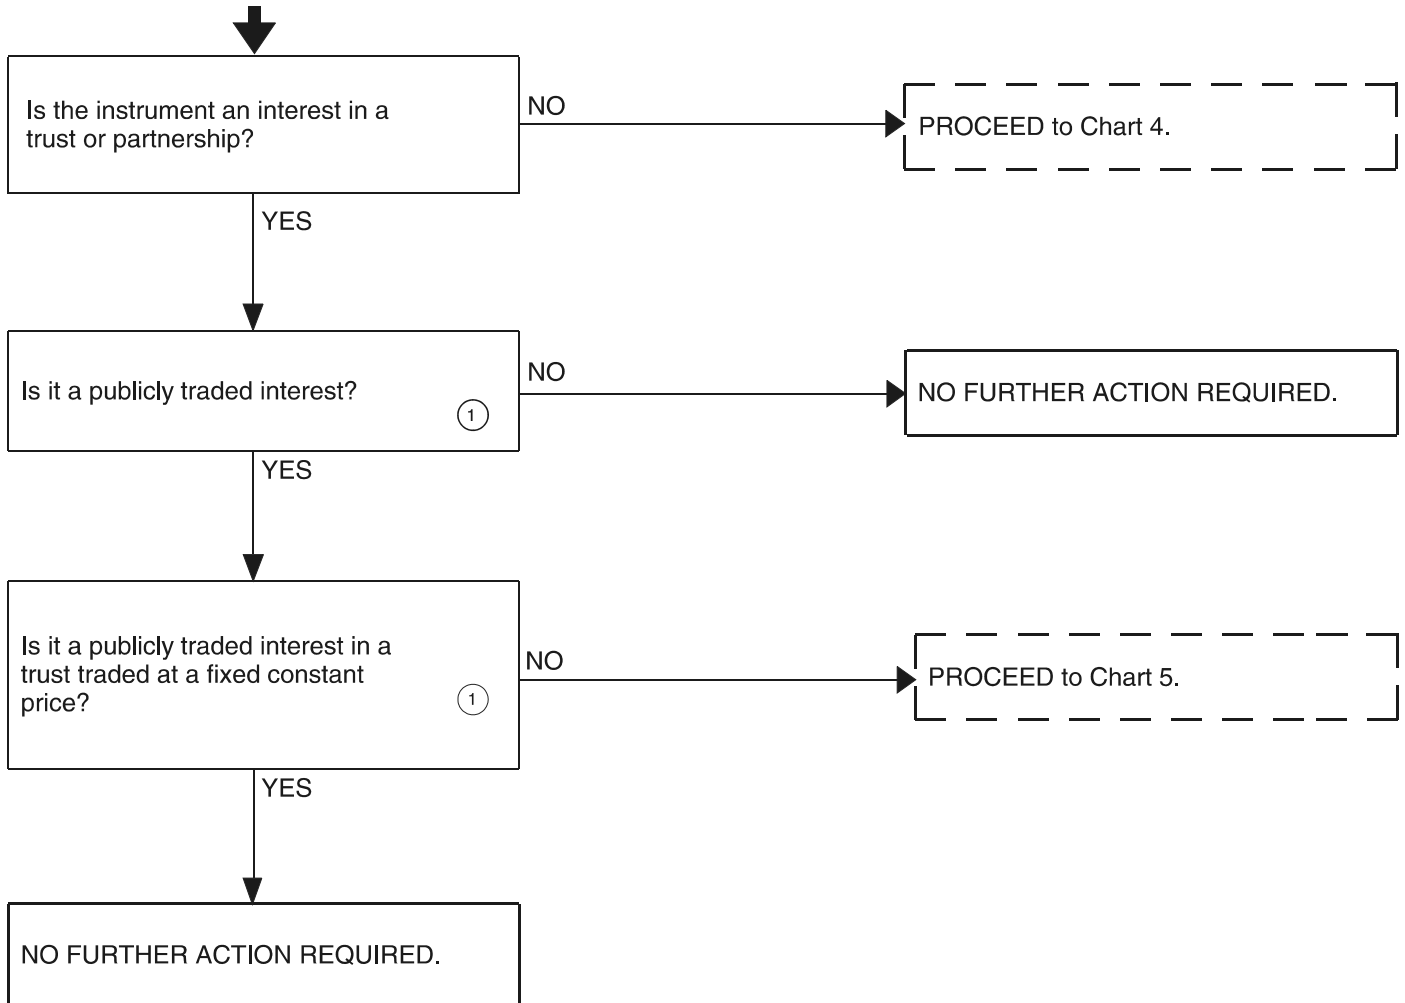 Is the instrument an interest in a
trust or partnership?
NO
PROCEED to Chart 4.
YES
Is it a publicly traded interest?
1
NO
NO FURTHER ACTION REQUIRED.
YES
Is it a publicly traded interest in a
trust traded at a fixed constant
price?
1
NO
PROCEED to Chart 5.
YES
NO FURTHER ACTION REQUIRED.